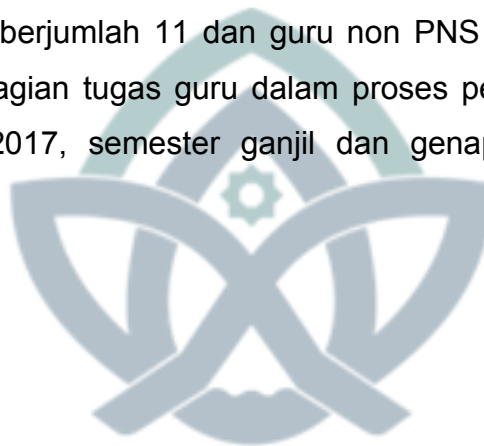 berjumlah 11 dan guru non PNS
agian tugas guru dalam proses pe
2017, semester ganjil dan genap